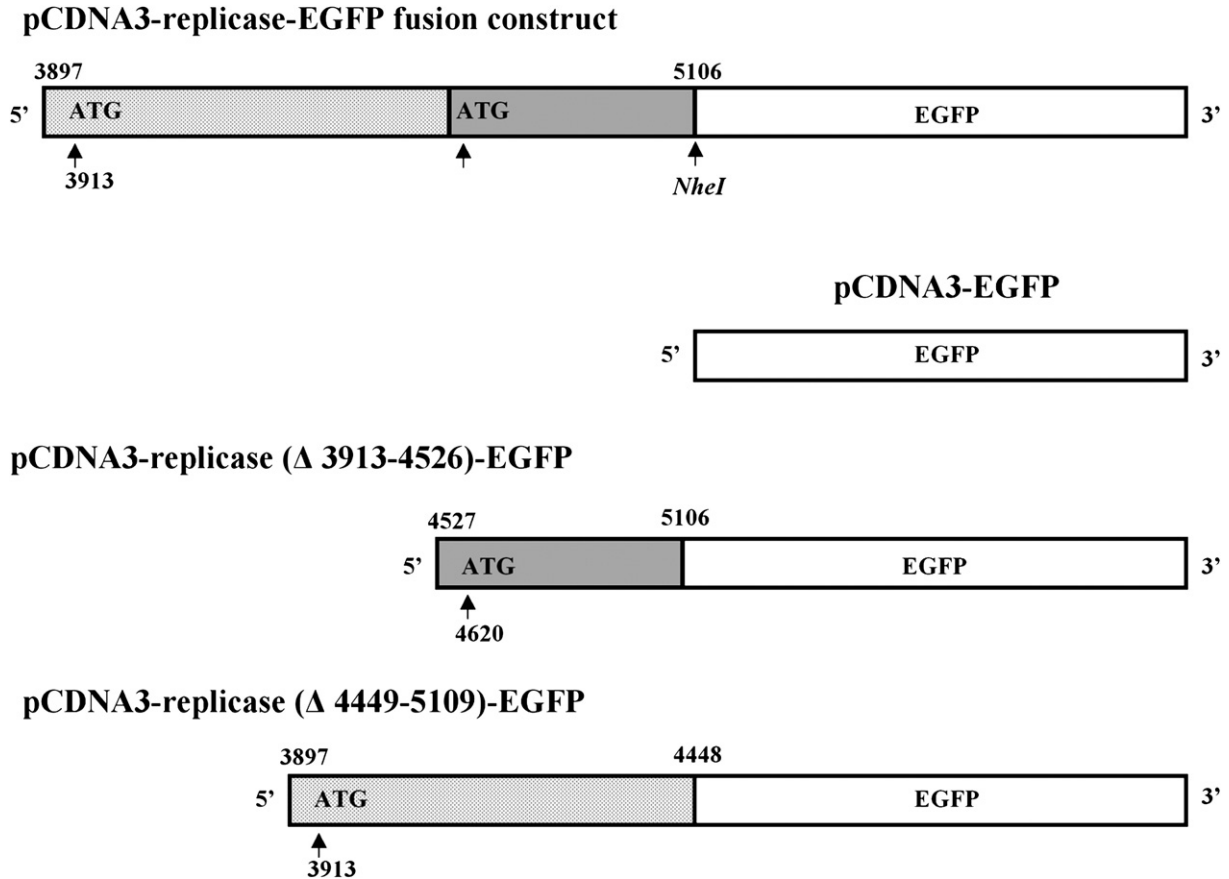 pCDNA3-replicase-EGFP fusion construct
3897 5106
5’ ATG ATG EGFP 3’
3913 NheI
pCDNA3-EGFP
5’ EGFP 3’
pCDNA3-replicase (Δ 3913-4526)-EGFP
4527 5106
5’ ATG EGFP 3’
4620
pCDNA3-replicase (Δ 4449-5109)-EGFP
3897 4448
5’ ATG EGFP 3’
3913